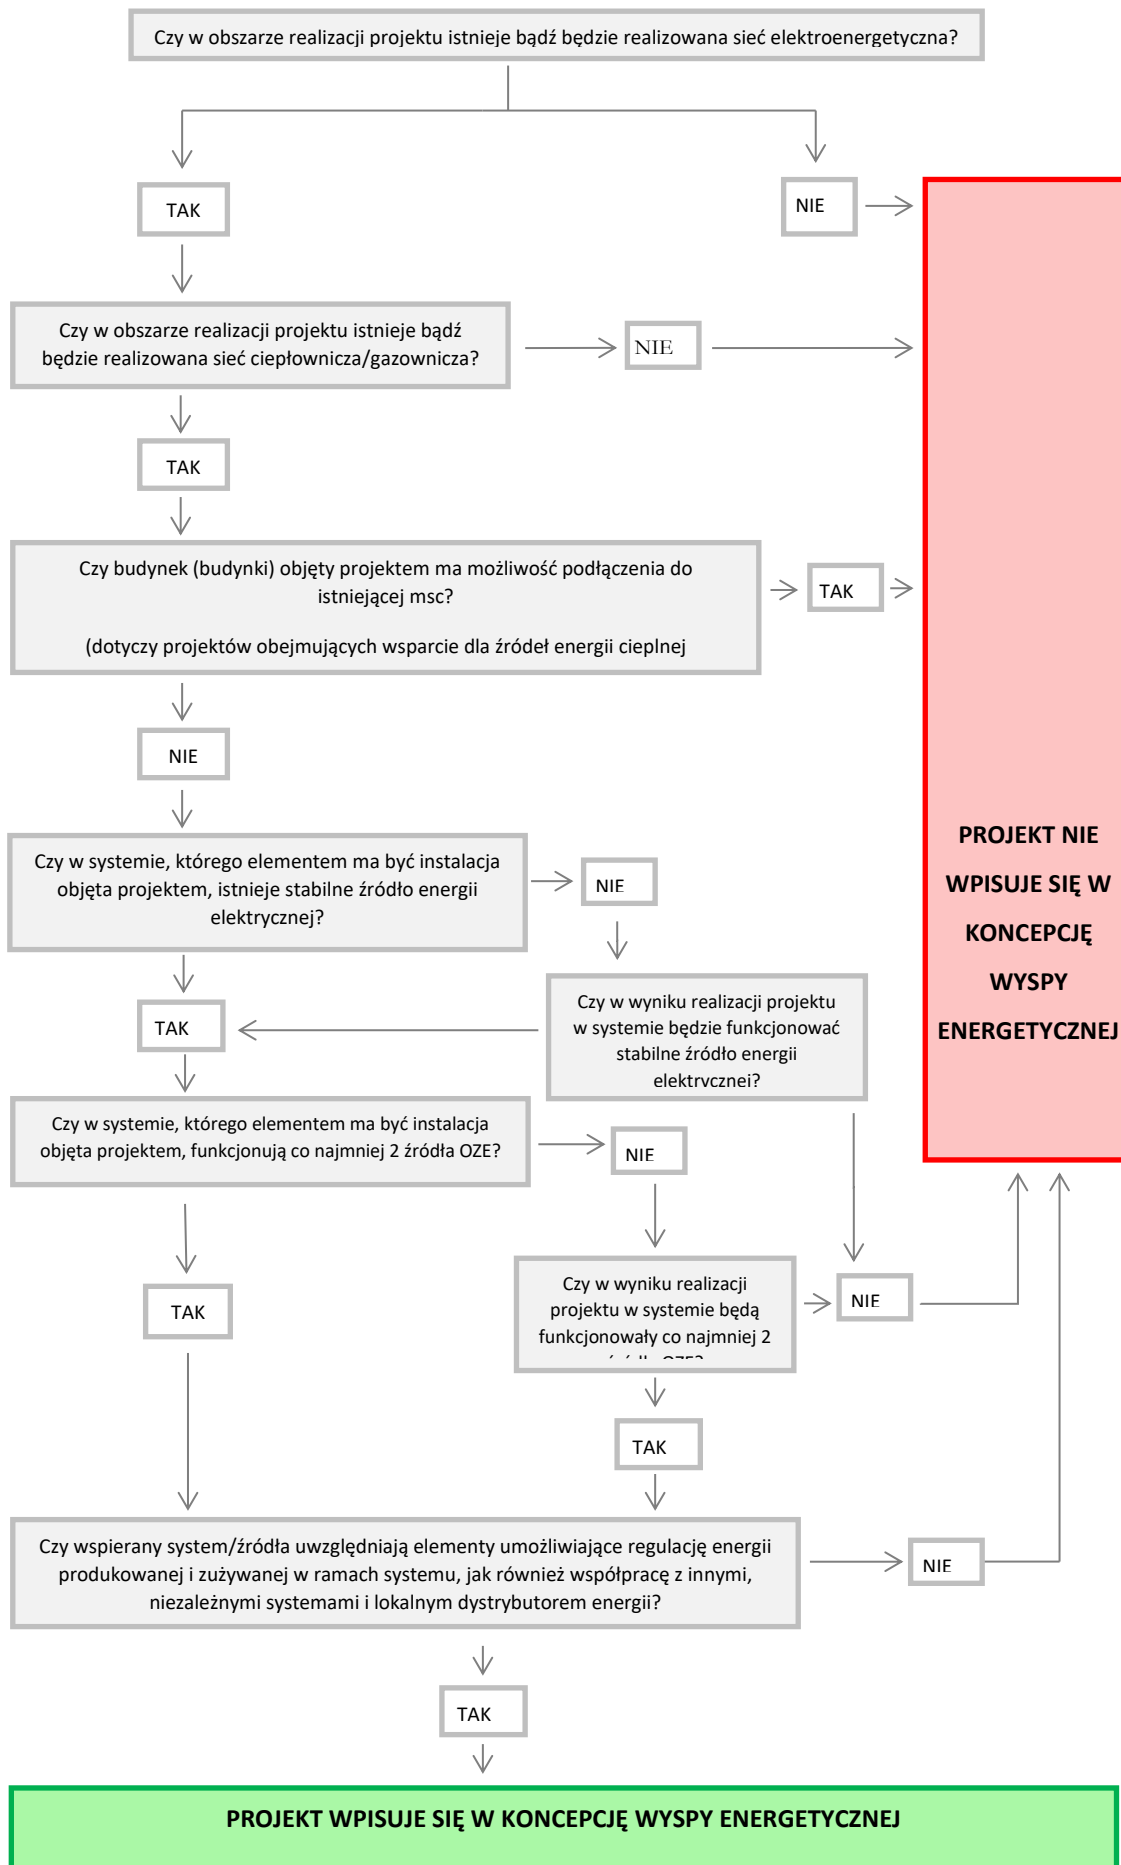 Czy w obszarze realizacji projektu istnieje bądź będzie realizowana sieć elektroenergetyczna?
TAK
NIE
Czy w obszarze realizacji projektu istnieje bądź
będzie realizowana sieć ciepłownicza/gazownicza?
NIE
TAK
Czy budynek (budynki) objęty projektem ma możliwość podłączenia do
istniejącej msc?
(dotyczy projektów obejmujących wsparcie dla źródeł energii cieplnej
TAK
NIE
PROJEKT NIE
WPISUJE SIĘ W
KONCEPCJĘ
WYSPY
ENERGETYCZNEJ
Czy w systemie, którego elementem ma być instalacja
objęta projektem, istnieje stabilne źródło energii
elektrycznej?
NIE
TAK
Czy w wyniku realizacji projektu
w systemie będzie funkcjonować
stabilne źródło energii
elektrycznej?
Czy w systemie, którego elementem ma być instalacja
objęta projektem, funkcjonują co najmniej 2 źródła OZE?
NIE
TAK
Czy w wyniku realizacji
projektu w systemie będą
funkcjonowały co najmniej 2
NIE
TAK
Czy wspierany system/źródła uwzględniają elementy umożliwiające regulację energii
produkowanej i zużywanej w ramach systemu, jak również współpracę z innymi,
niezależnymi systemami i lokalnym dystrybutorem energii?
NIE
TAK
PROJEKT WPISUJE SIĘ W KONCEPCJĘ WYSPY ENERGETYCZNEJ